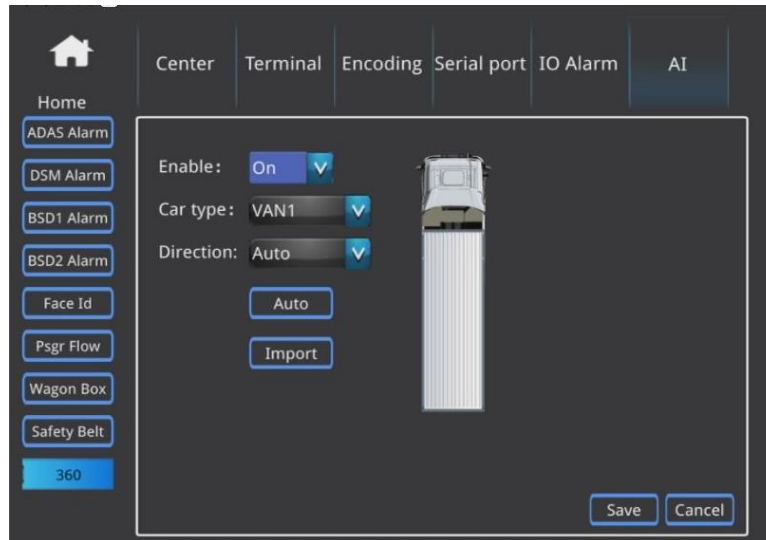 Home
Center
Terminal
Encoding
Serial port
IO Alarm
AI
ADAS Alarm
DSM Alarm
BSD1 Alarm
BSD2 Alarm
Face Id
Psgr Flow
Wagon Box
Safety Belt
360
Enable: On
Car type: VAN1
Direction: Auto
Auto
Import
Save
Cancel